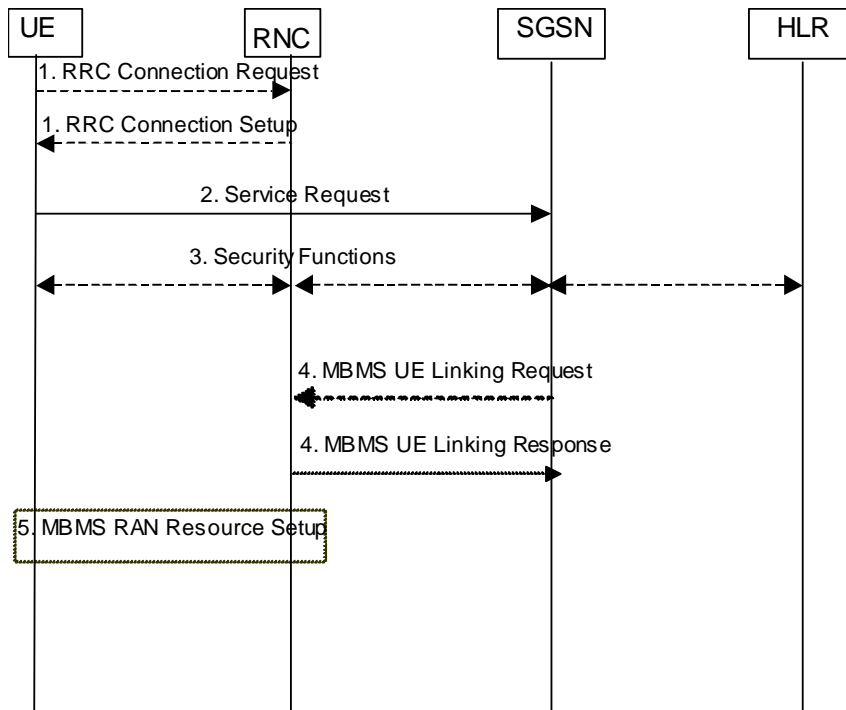 UE
RNC
SGSN
HLR
1. RRC Connection Request
1. RRC Connection Setup
2. Service Request
3. Security Functions
4. MBMS UE Linking Request
4. MBMS UE Linking Response
5. MBMS RAN Resource Setup